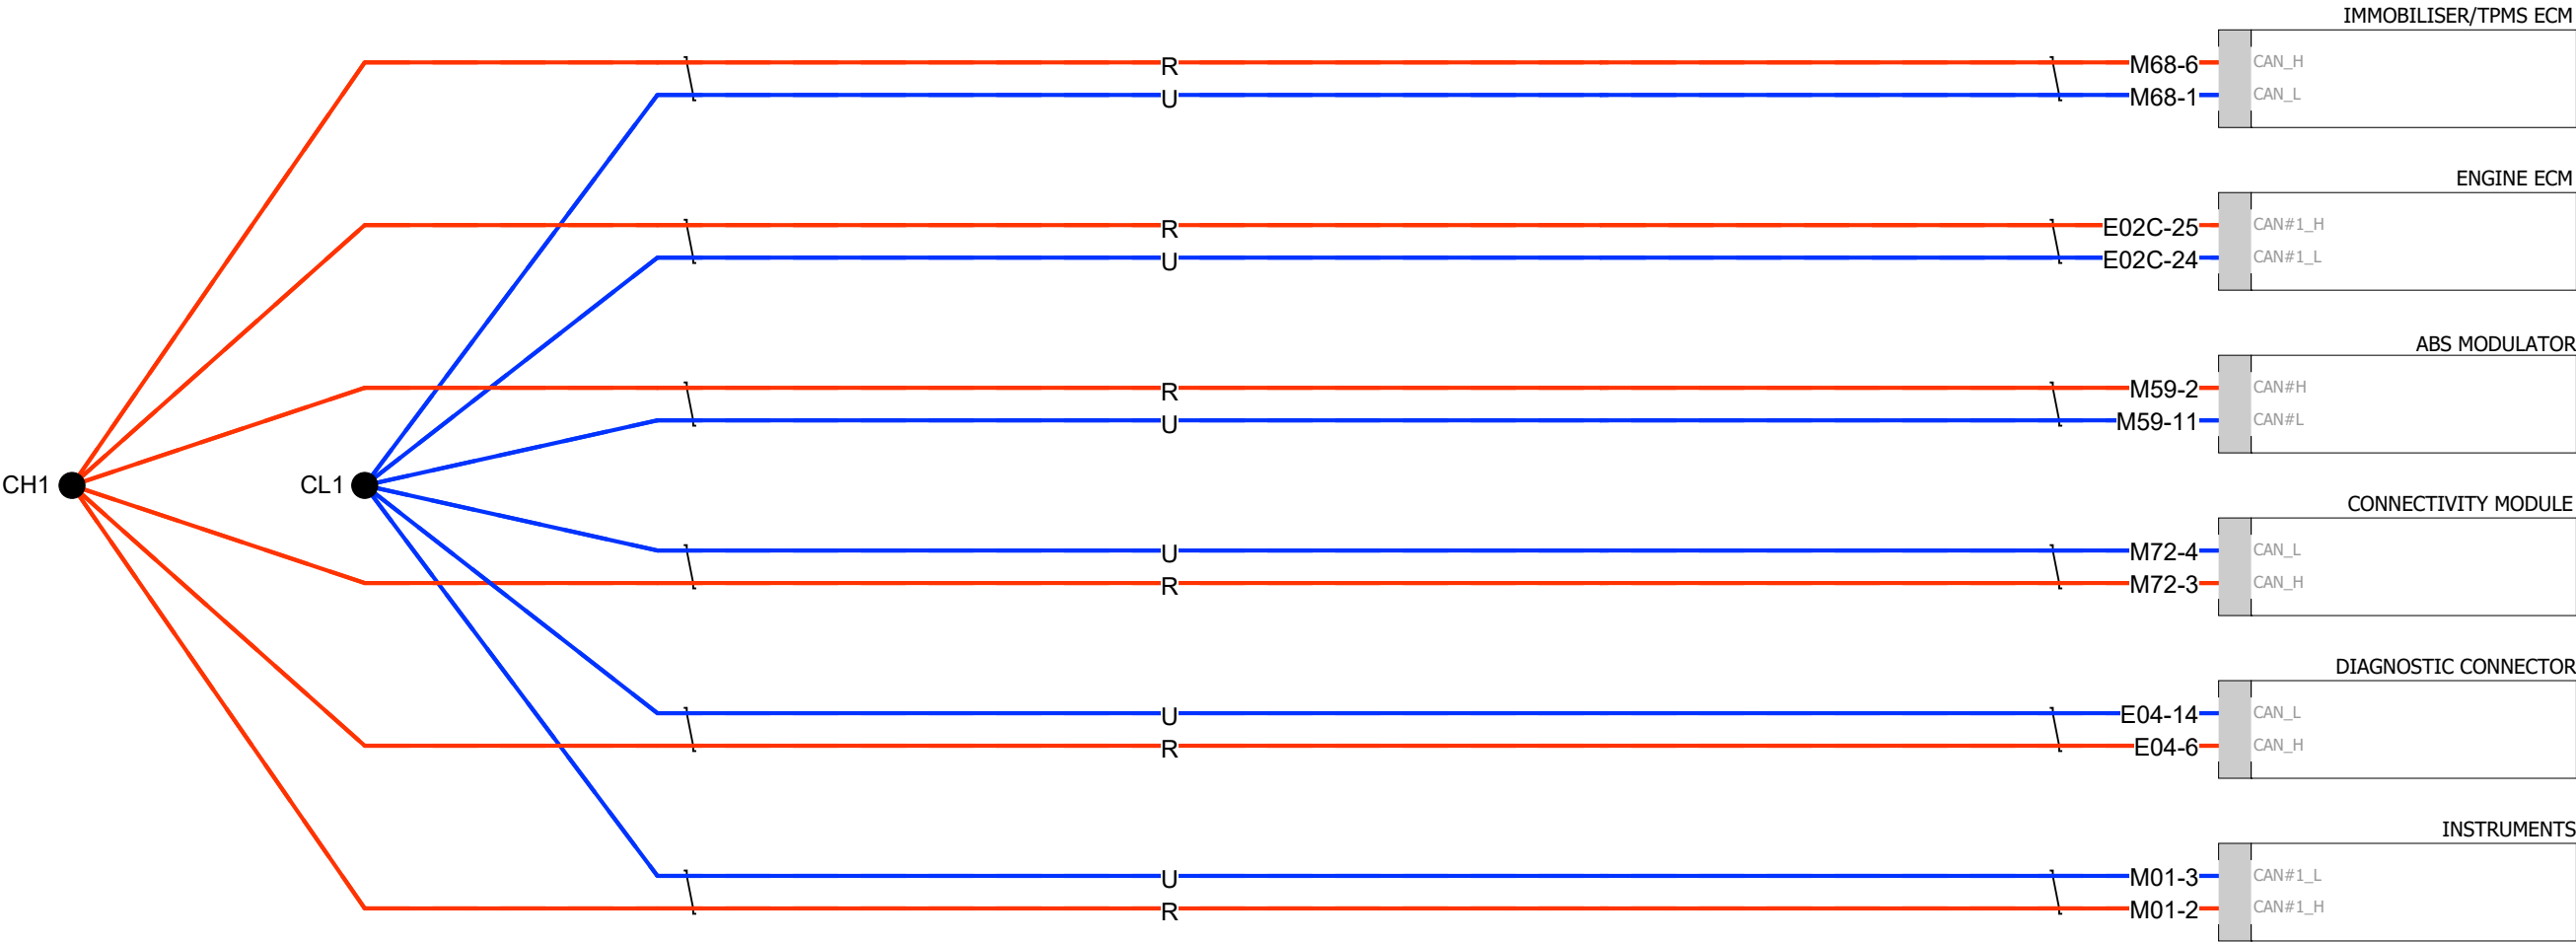 IMMOBILISER/TPMS ECM
R
M68-6
CAN_H
U
M68-1
CAN_L
ENGINE ECM
R
E02C-25
CAN#1_H
U
E02C-24
CAN#1_L
ABS MODULATOR
R
M59-2
CAN#H
U
M59-11
CAN#L
CH1
CL1
CONNECTIVITY MODULE
U
M72-4
CAN_L
R
M72-3
CAN_H
DIAGNOSTIC CONNECTOR
U
E04-14
CAN_L
R
E04-6
CAN_H
INSTRUMENTS
U
M01-3
CAN#1_L
R
M01-2
CAN#1_H